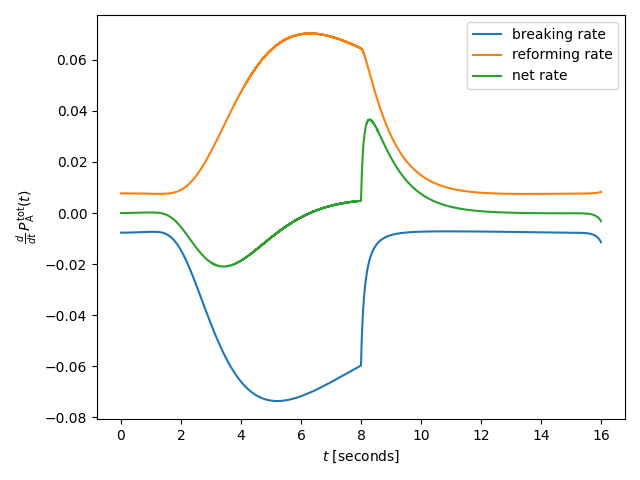 breaking rate
reforming rate
net rate
0.06
0.04
0.02
0.00
−0.02
−0.04
−0.06
−0.08
d/dt P_A^tot(t)
0 2 4 6 8 10 12 14 16
t [seconds]